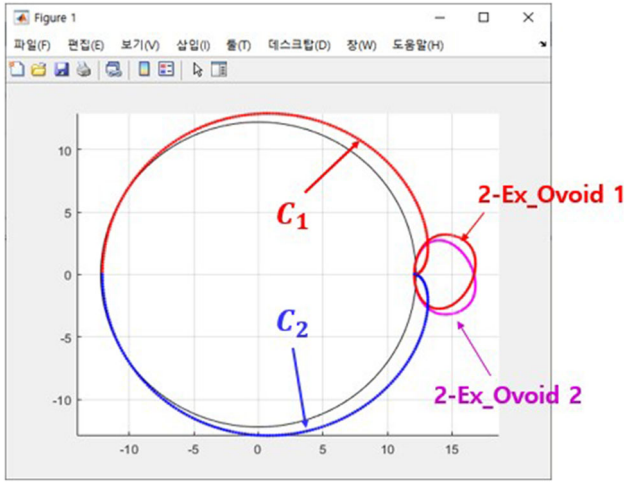 Figure 1
파일(F) 편집(E) 보기(V) 삽입(I) 툴(T) 데스크탑(D) 창(W) 도움말(H)
10
5
0
-5
-10
-10 -5 0 5 10 15
C1
C2
2-Ex_Ovoid 1
2-Ex_Ovoid 2